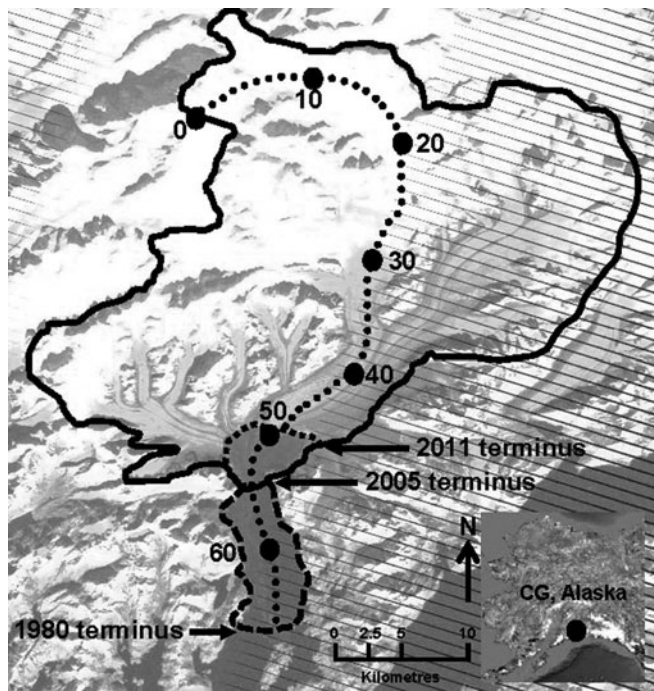 0
10
20
30
40
50
2011 terminus
2005 terminus
60
N
CG, Alaska
1980 terminus
0 2.5 5 10
Kilometres